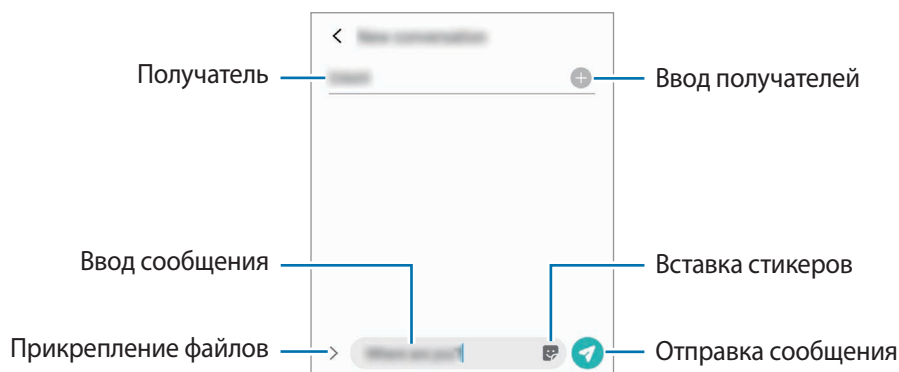 Получатель
Ввод получателей
Ввод сообщения
Вставка стикеров
Прикрепление файлов
Отправка сообщения